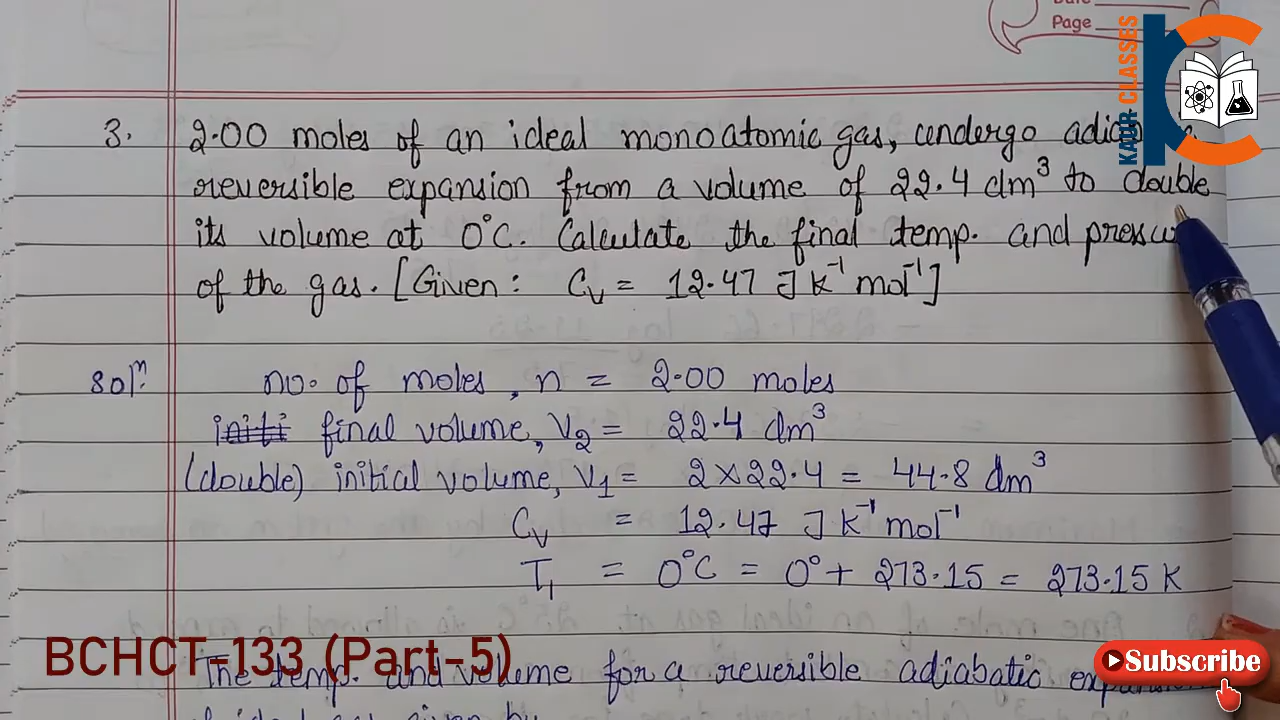 Page
KAUR CLASSES
3. 2.00 moles of an ideal monoatomic gas, undergo
reversible expansion from a volume of 22.4 dm³ to double
its volume at 0°C. Calculate the final temp. and
of the gas. [Given: Cv = 12.47 J K⁻¹ mol⁻¹]
Solⁿ. no. of moles, n = 2.00 moles
final volume, V₂ = 22.4 dm³
(double) initial volume, V₁ = 2×22.4 = 44.8 dm³
Cv = 12.47 J K⁻¹ mol⁻¹
T₁ = 0°C = 0° + 273.15 = 273.15 K
BCHCT-133 (Part-5)
Subscribe
The temp. and volume for a reversible adiabatic